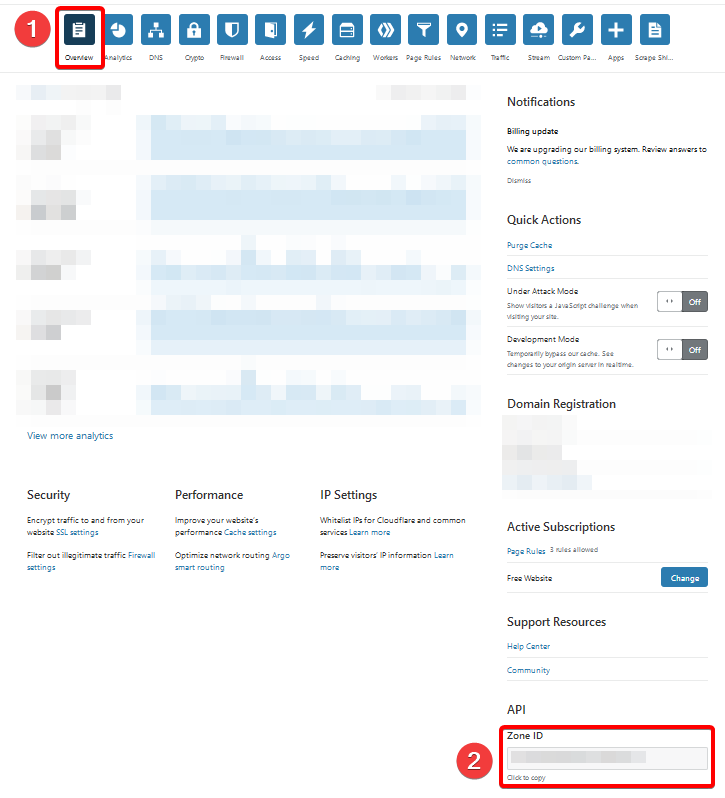 1
Overview
Analytics
DNS
Crypto
Firewall
Access
Speed
Caching
Workers
Page Rules
Network
Traffic
Stream
Custom Pa...
Apps
Scrape Shi...
View more analytics
Security
Encrypt traffic to and from your
website SSL settings
Filter out illegitimate traffic Firewall
settings
Performance
Improve your website's
performance Cache settings
Optimize network routing Argo
smart routing
IP Settings
Whitelist IPs for Cloudflare and common
services Learn more
Preserve visitors' IP information Learn
more
Notifications
Billing update
We are upgrading our billing system. Review answers to
common questions.
Dismiss
Quick Actions
Purge Cache
DNS Settings
Under Attack Mode
Show visitors a JavaScript challenge when
visiting your site.
Off
Development Mode
Temporarily bypass our cache. See
changes to your origin server in realtime.
Off
Domain Registration
Active Subscriptions
Page Rules 3 rules allowed
Free Website
Change
Support Resources
Help Center
Community
API
2
Zone ID
Click to copy